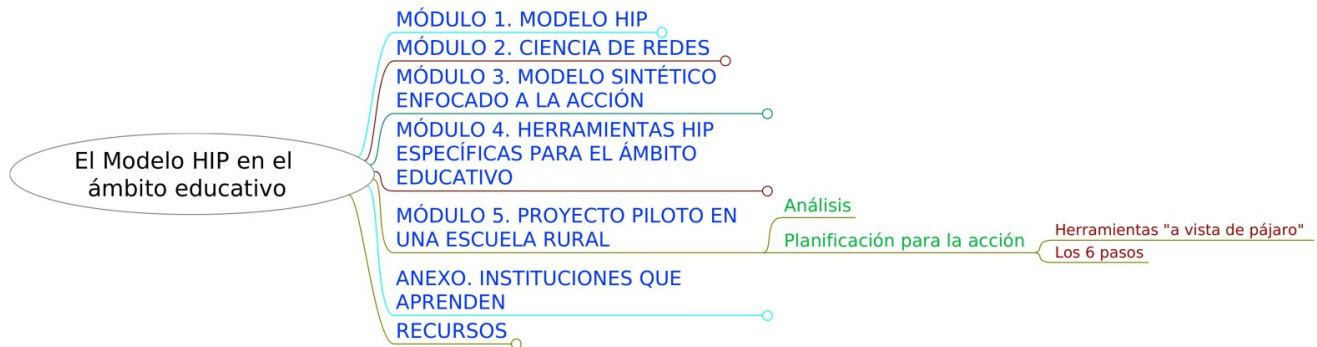 El Modelo HIP en el
ámbito educativo
MÓDULO 1. MODELO HIP
MÓDULO 2. CIENCIA DE REDES
MÓDULO 3. MODELO SINTÉTICO
ENFOCADO A LA ACCIÓN
MÓDULO 4. HERRAMIENTAS HIP
ESPECÍFICAS PARA EL ÁMBITO
EDUCATIVO
MÓDULO 5. PROYECTO PILOTO EN
UNA ESCUELA RURAL
Análisis
Planificación para la acción
Herramientas "a vista de pájaro"
Los 6 pasos
ANEXO. INSTITUCIONES QUE
APRENDEN
RECURSOS